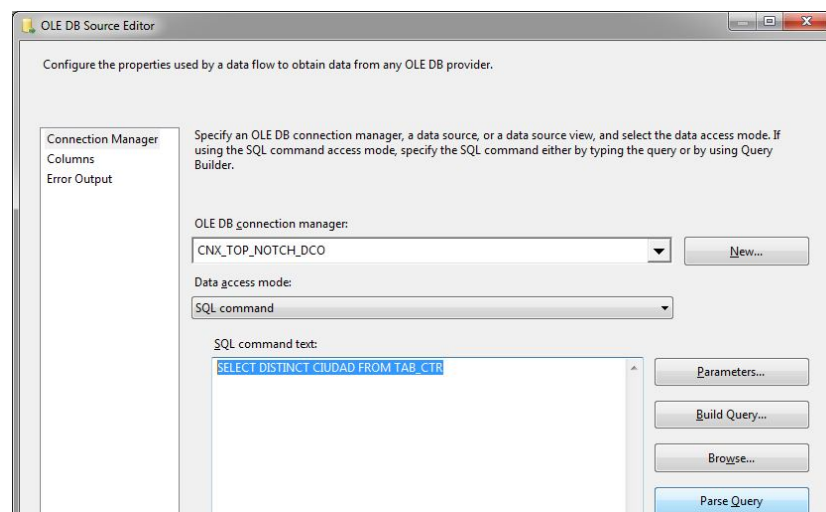 OLE DB Source Editor
Configure the properties used by a data flow to obtain data from any OLE DB provider.
Connection Manager
Columns
Error Output
Specify an OLE DB connection manager, a data source, or a data source view, and select the data access mode. If
using the SQL command access mode, specify the SQL command either by typing the query or by using Query
Builder.
OLE DB connection manager:
CNX_TOP_NOTCH_DCO
New...
Data access mode:
SQL command
SQL command text:
SELECT DISTINCT CIUDAD FROM TAB_CTR
Parameters...
Build Query...
Browse...
Parse Query